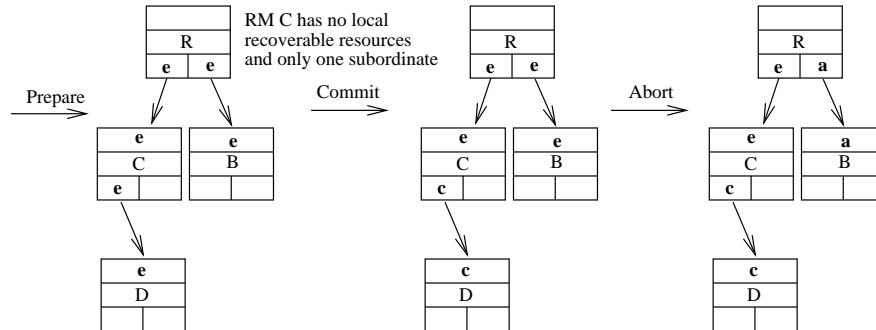 RM C has no local
recoverable resources
and only one subordinate
Prepare
R
e e
e
C
e
e
B
e
D
Commit
R
e e
e
C
c
e
B
c
D
Abort
R
e a
e
C
c
a
B
c
D